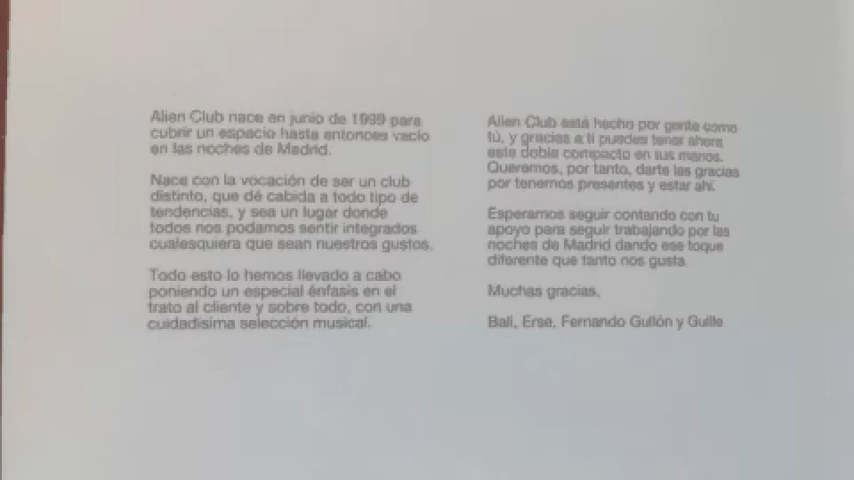 Alien Club nace en junio de 1999 para
cubrir un espacio hasta entonces vacío
en las noches de Madrid.
Nace con la vocación de ser un club
distinto, que dé cabida a todo tipo de
tendencias, y sea un lugar donde
todos nos podamos sentir integrados
cualesquiera que sean nuestros gustos.
Todo esto lo hemos llevado a cabo
poniendo un especial énfasis en el
trato al cliente y sobre todo, con una
cuidadísima selección musical.
Alien Club está hecho por gente como
tú, y gracias a ti puedes tener ahora
este doble compacto en tus manos.
Queremos, por tanto, darte las gracias
por tenernos presentes y estar ahí.
Esperamos seguir contando con tu
apoyo para seguir trabajando por las
noches de Madrid dando ese toque
diferente que tanto nos gusta.
Muchas gracias,
Bali, Erse, Fernando Gullón y Guille